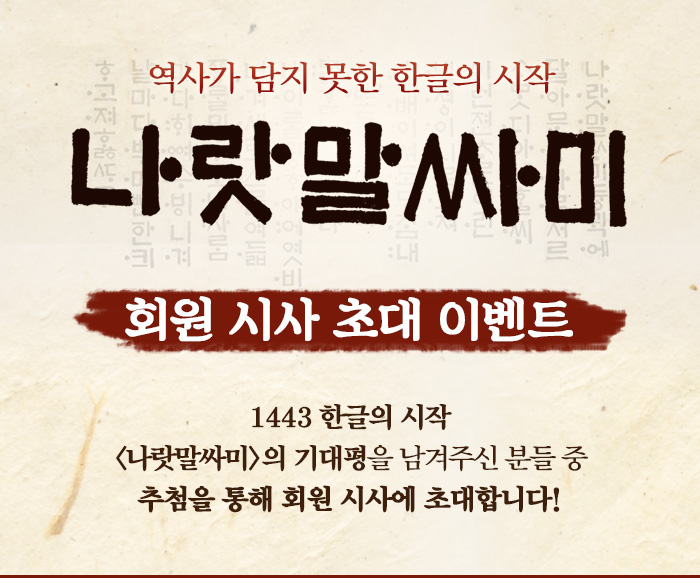 역사가 담지 못한 한글의 시작
나랏말싸미
회원 시사 초대 이벤트
1443 한글의 시작
〈나랏말싸미〉의 기대평을 남겨주신 분들 중
추첨을 통해 회원 시사에 초대합니다!